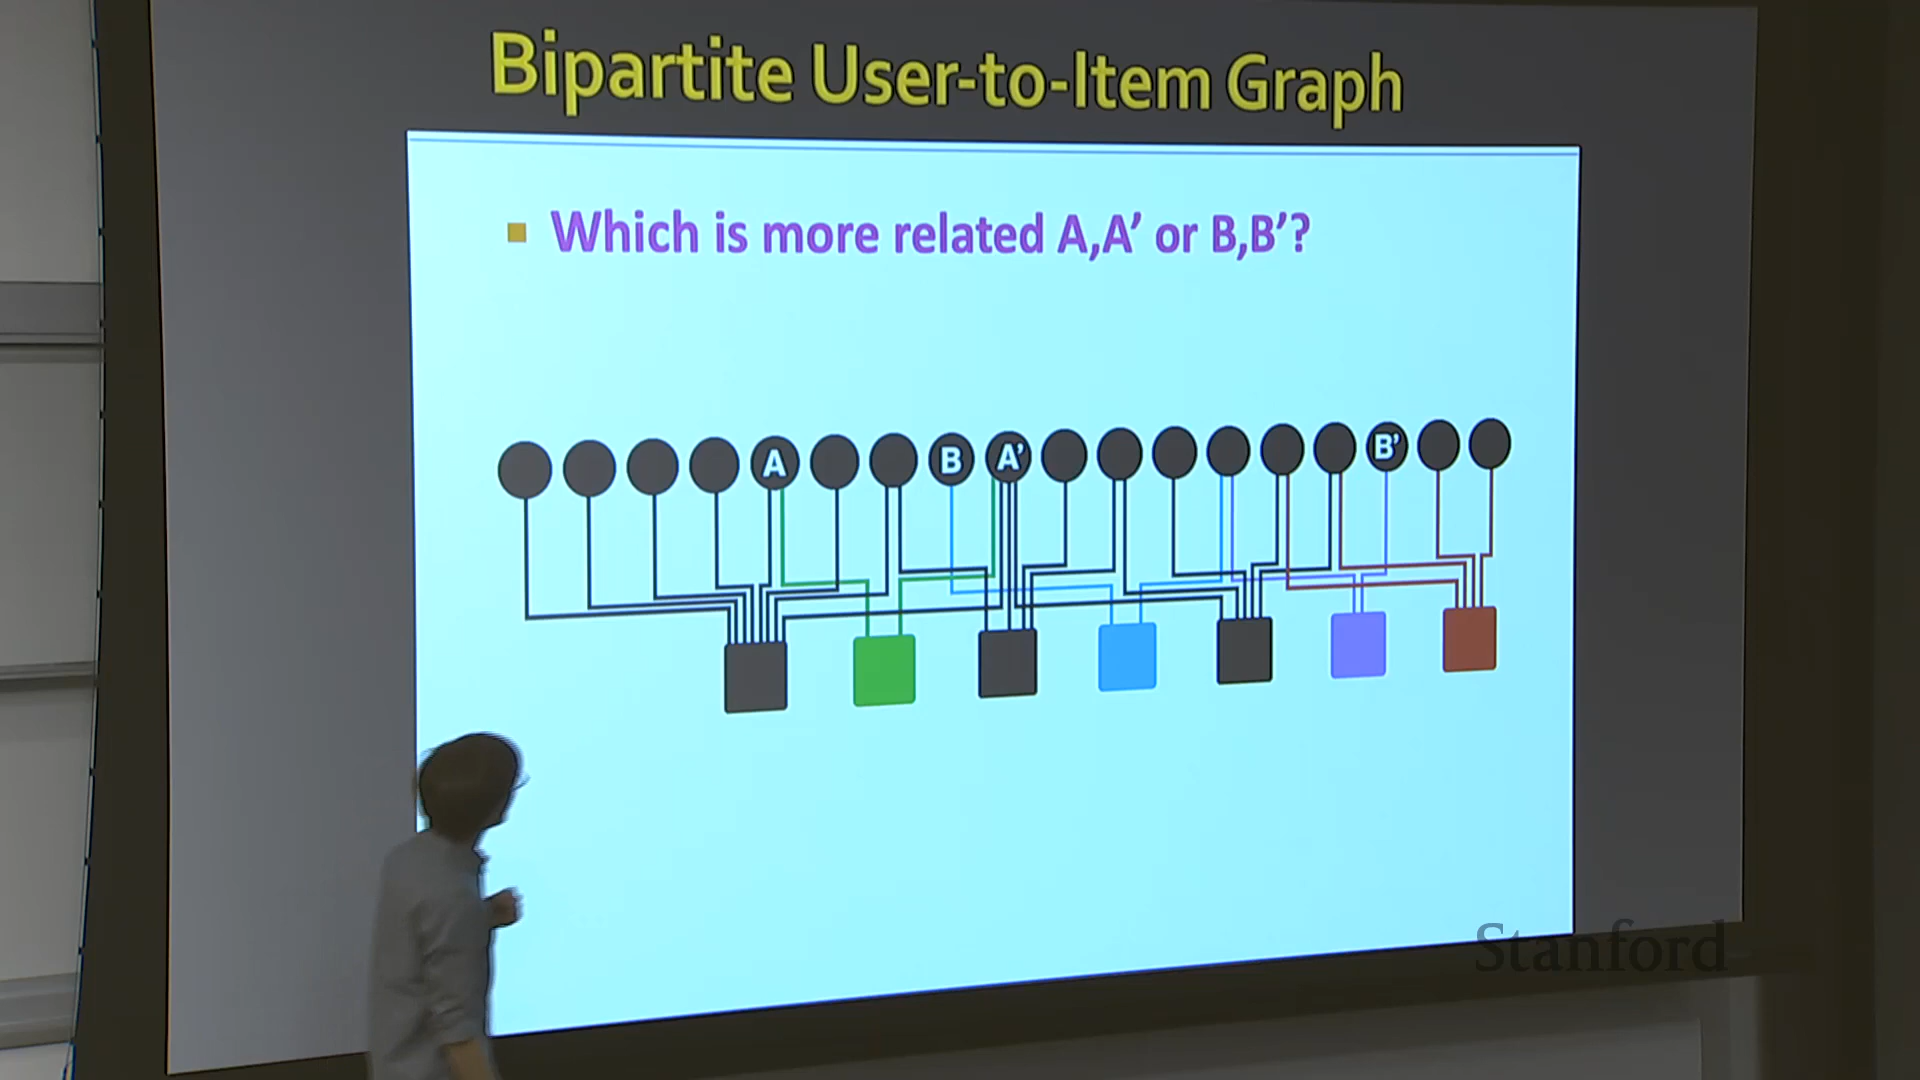 Bipartite User-to-Item Graph
Which is more related A,A’ or B,B’?
A B A’ B’
Stanford